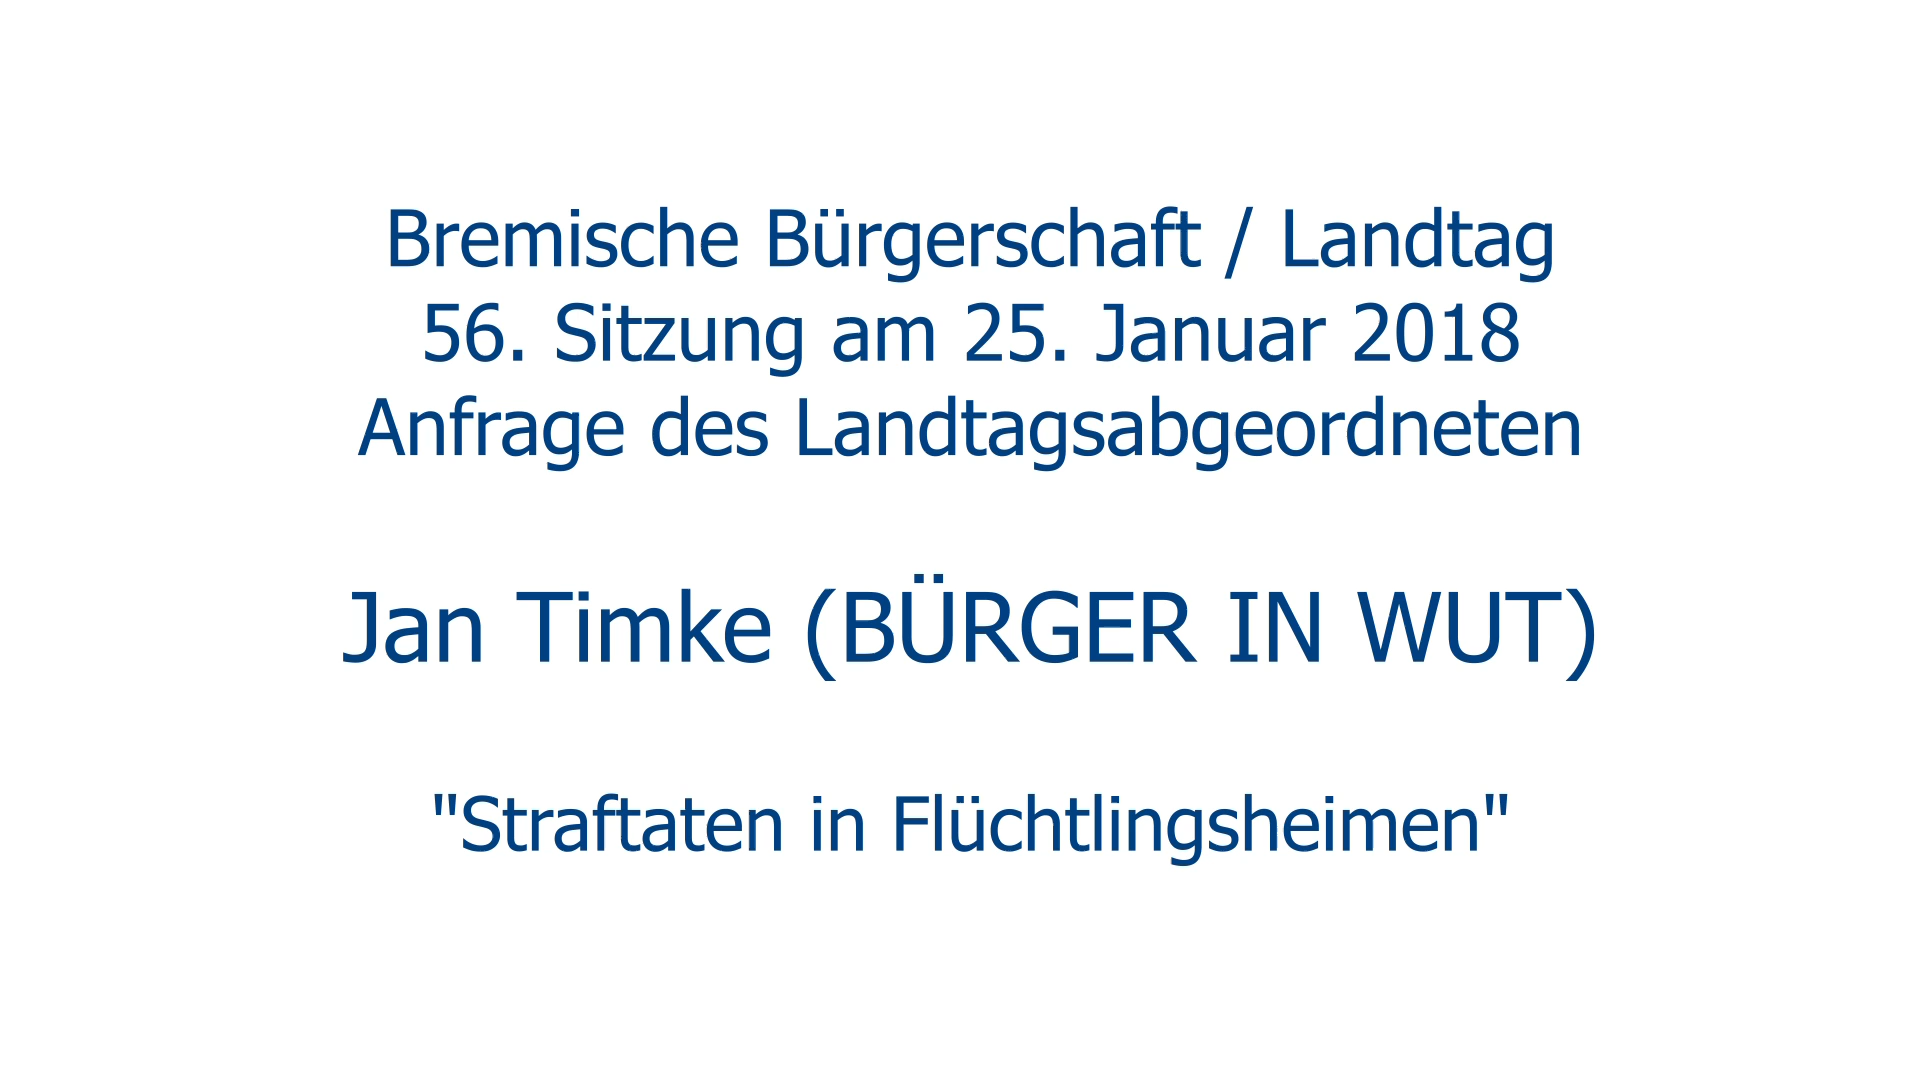 Bremische Bürgerschaft / Landtag
56. Sitzung am 25. Januar 2018
Anfrage des Landtagsabgeordneten
Jan Timke (BÜRGER IN WUT)
"Straftaten in Flüchtlingsheimen"